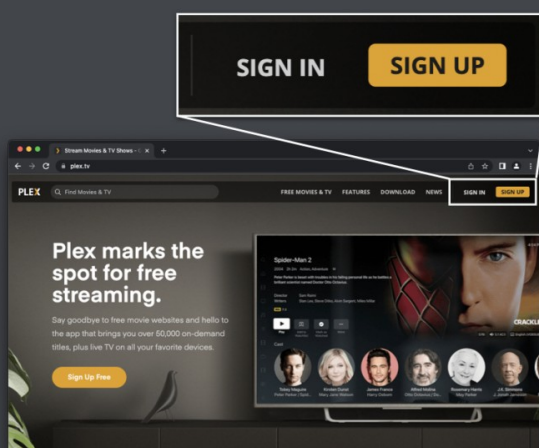 SIGN IN SIGN UP
Stream Movies & TV Shows -
plex.tv
PLEX Find Movies & TV FREE MOVIES & TV FEATURES DOWNLOAD NEWS SIGN IN SIGN UP
Plex marks the
spot for free
streaming.
Say goodbye to free movie websites and hello to
the app that brings you over 50,000 on-demand
titles, plus live TV on all your favorite devices.
Sign Up Free
Spider-Man 2
Director
Writers
CRACKLE
Play
Cast
Tobey Maguire
Kirsten Dunst
James Franco
Alfred Molina
Rosemary Harris
J.K. Simmons